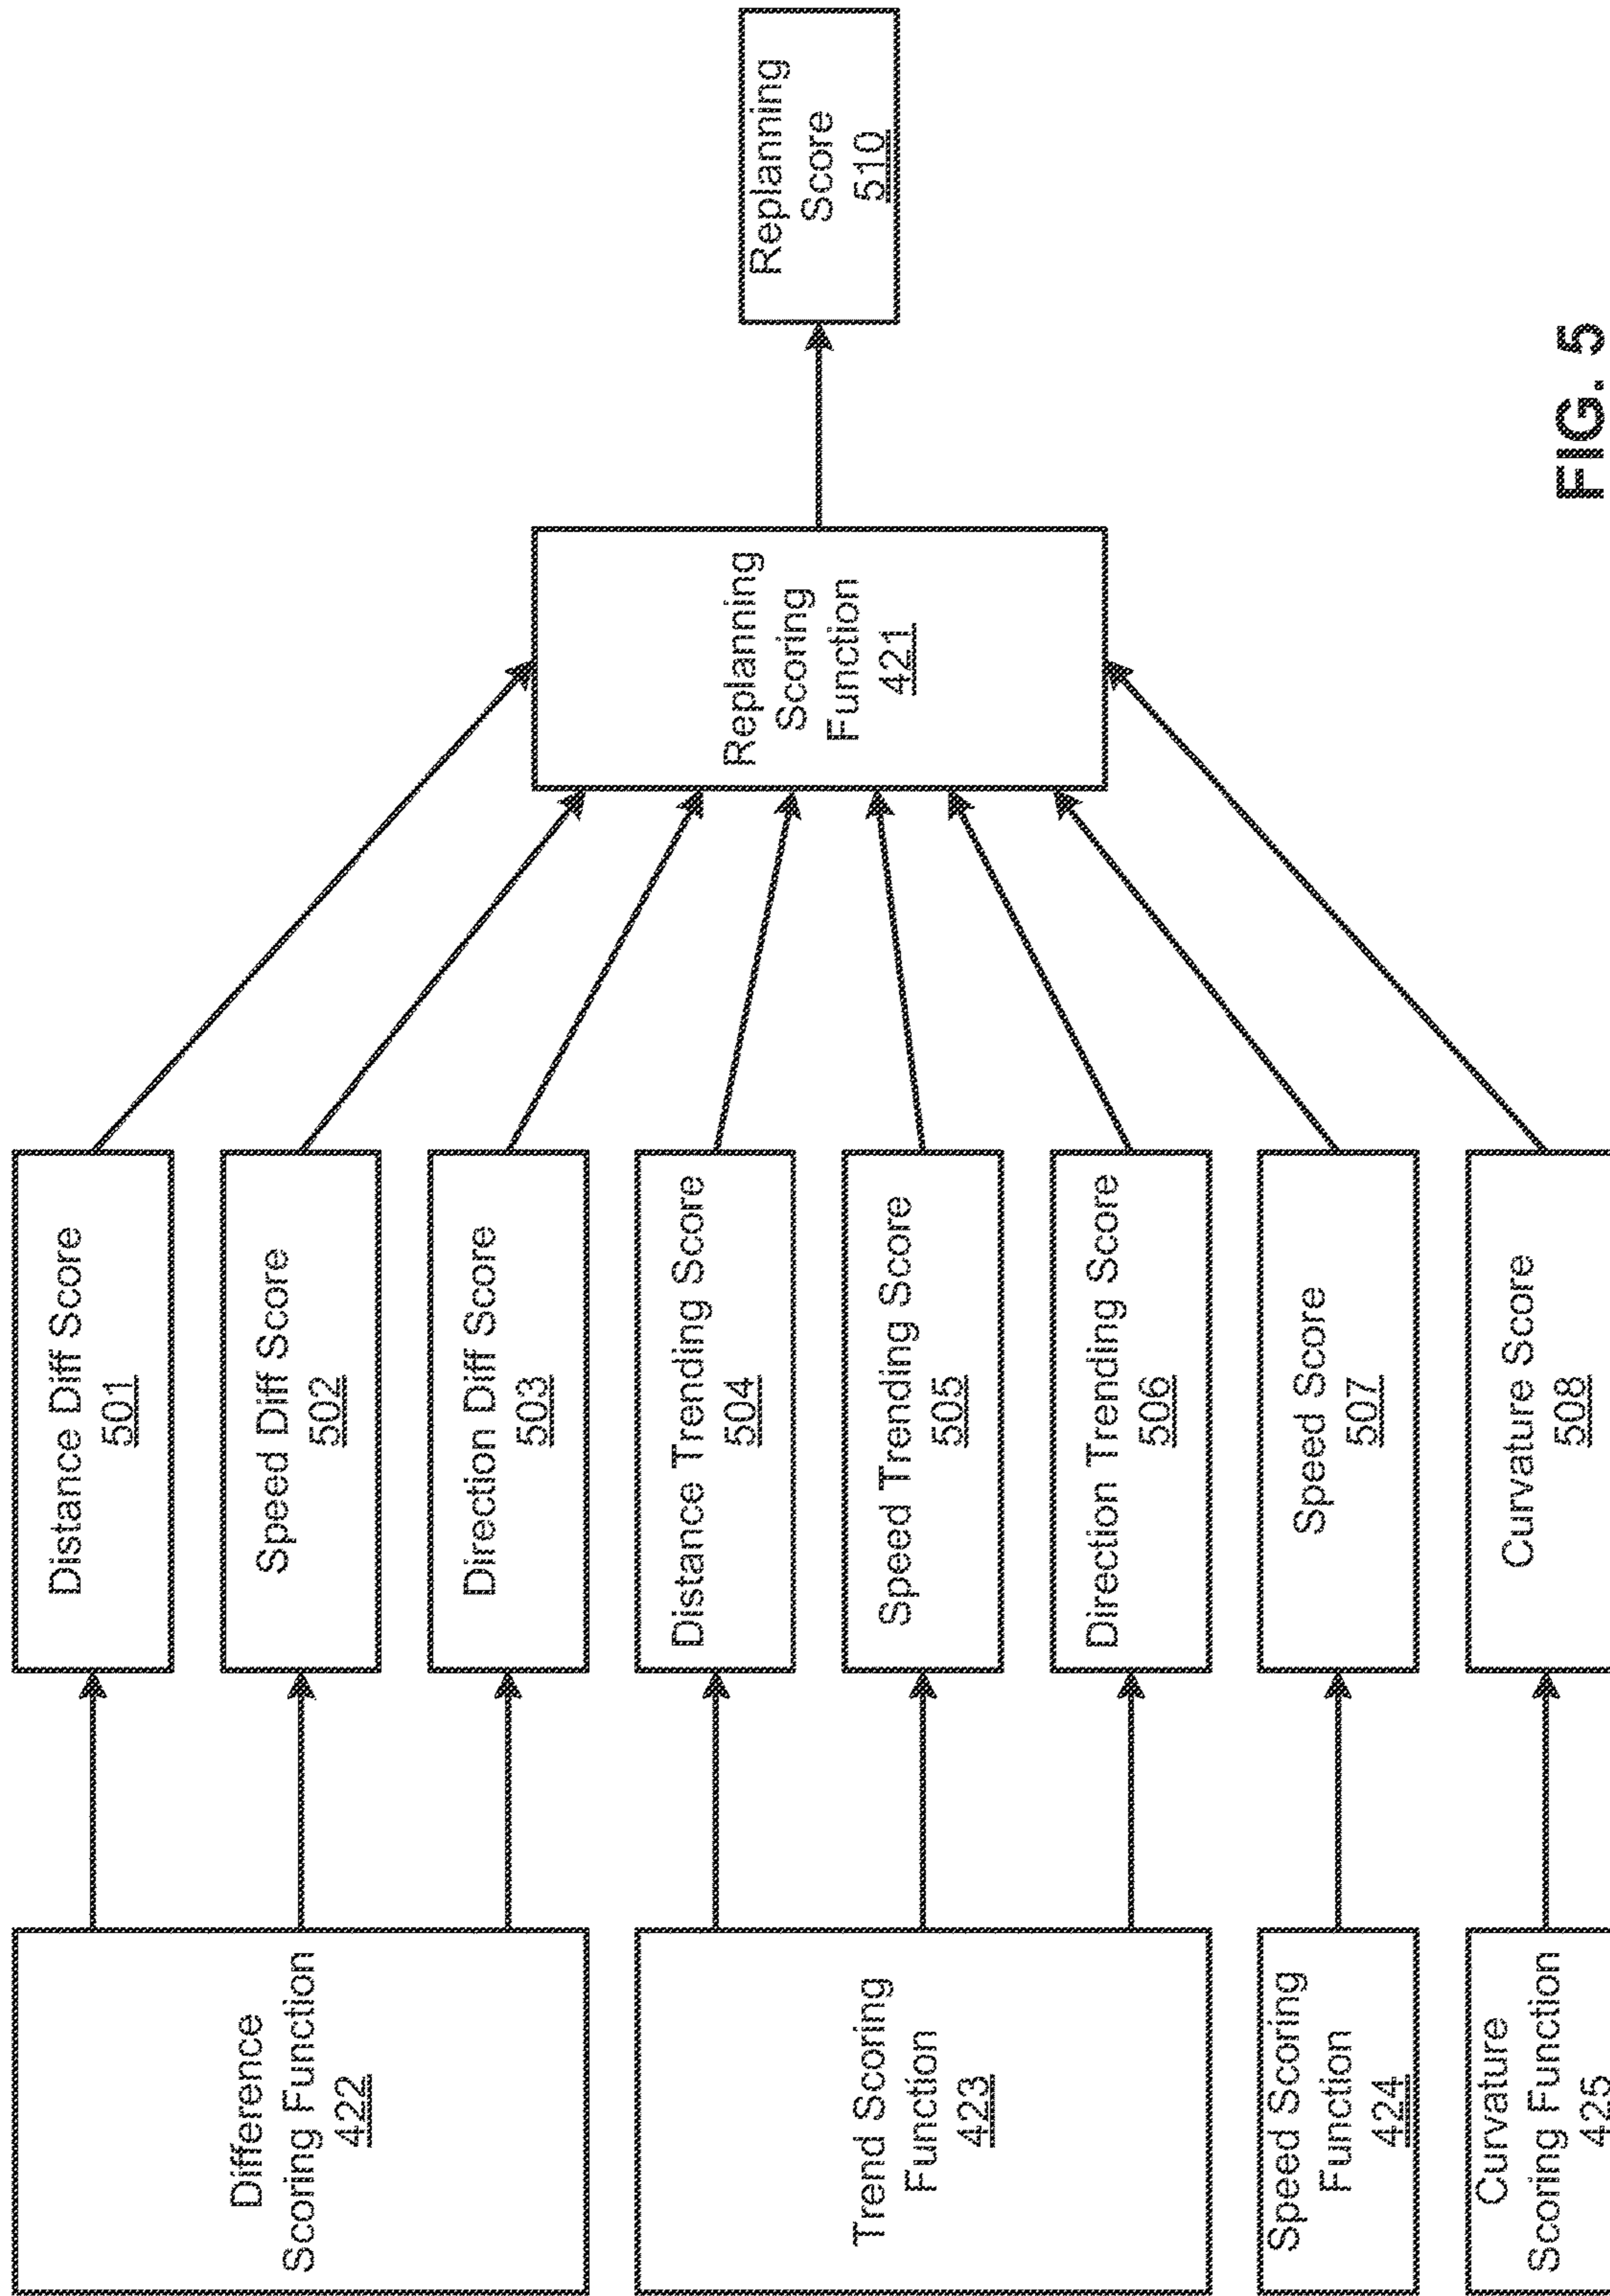 Difference
Scoring Function
422
Trend Scoring
Function
423
Speed Scoring
Function
424
Curvature
Scoring Function
425
Distance Diff Score
501
Speed Diff Score
502
Direction Diff Score
503
Distance Trending Score
504
Speed Trending Score
505
Direction Trending Score
506
Speed Score
507
Curvature Score
508
Replanning
Scoring
Function
421
Replanning
Score
510
FIG. 5